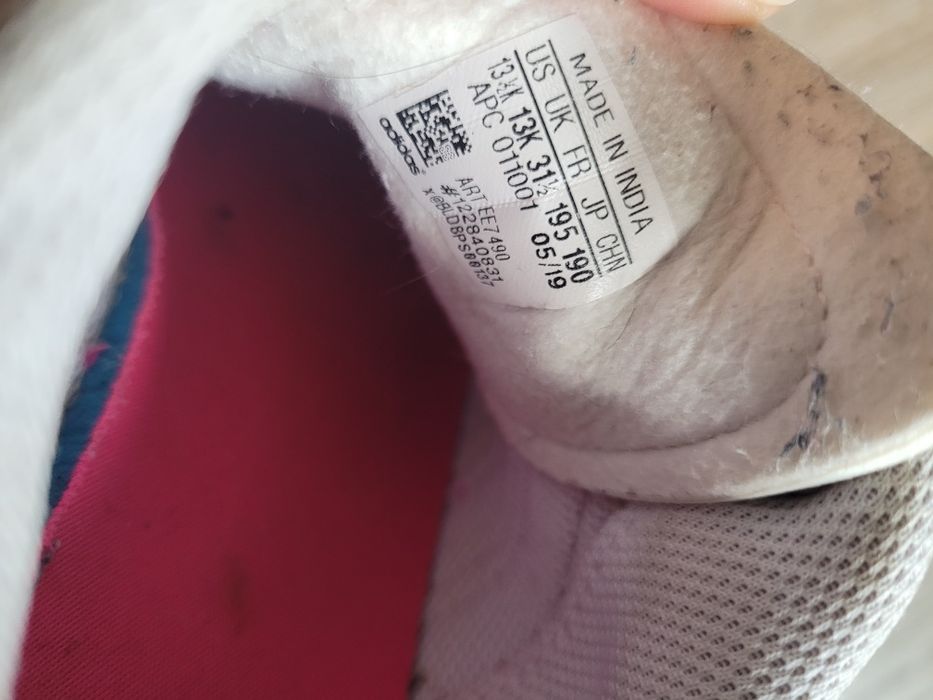 MADE IN INDIA
US UK FR JP CHN
13½K 13K 31½ 195 190
APC 011001 05/19
adidas
ART EE7490
#122840831
X@BLDBPS00137